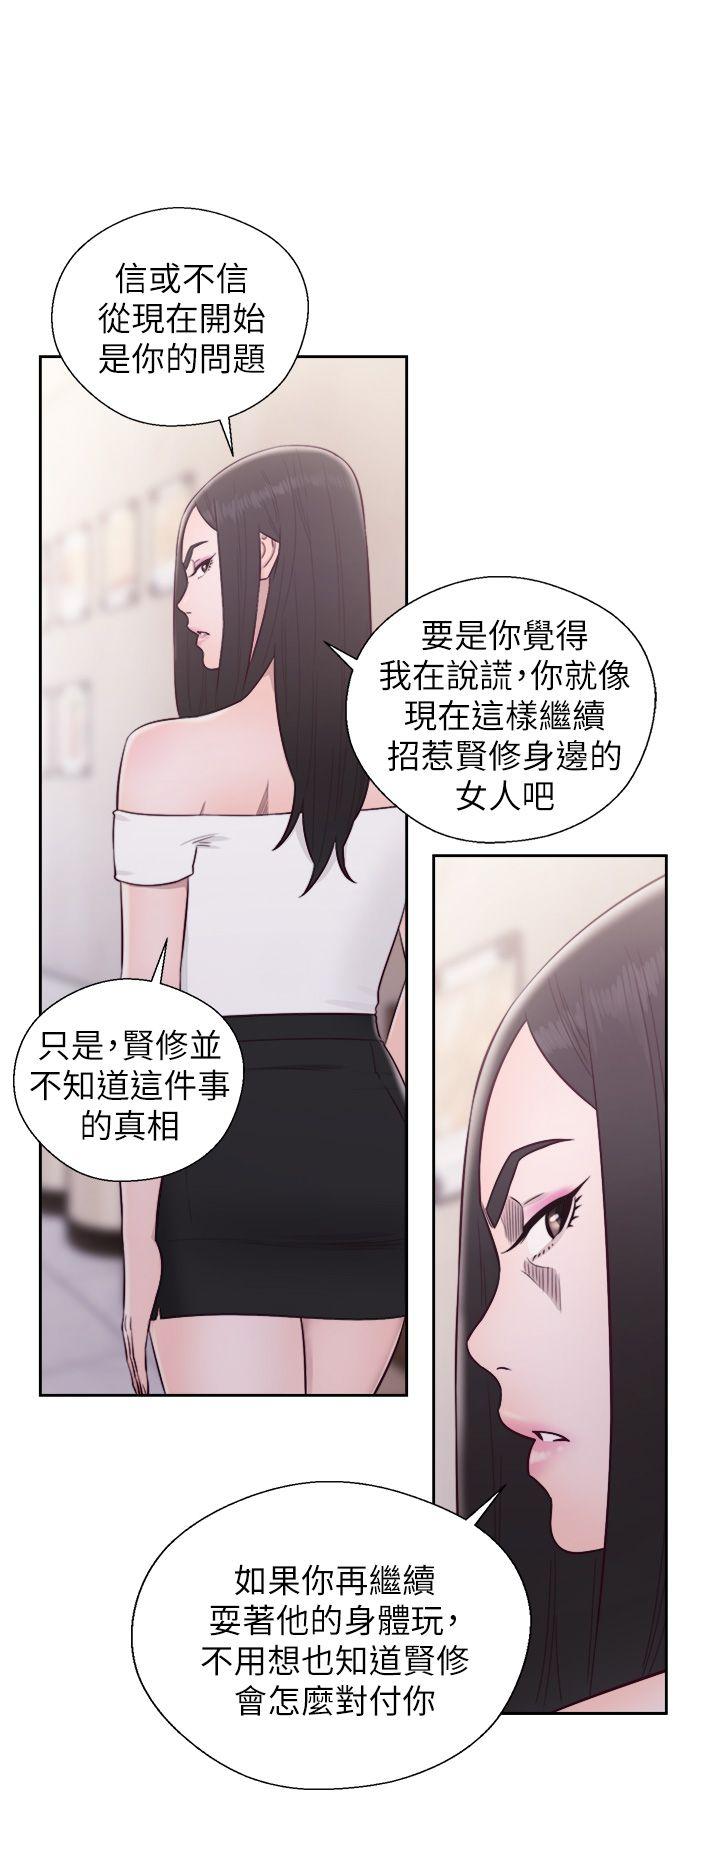 信或不信
從現在開始
是你的問題
要是你覺得
我在說謊，你就像
現在這樣繼續
招惹賢修身邊的
女人吧
只是，賢修並
不知道這件事
的真相
如果你再繼續
耍著他的身體玩，
不用想也知道賢修
會怎麼對付你